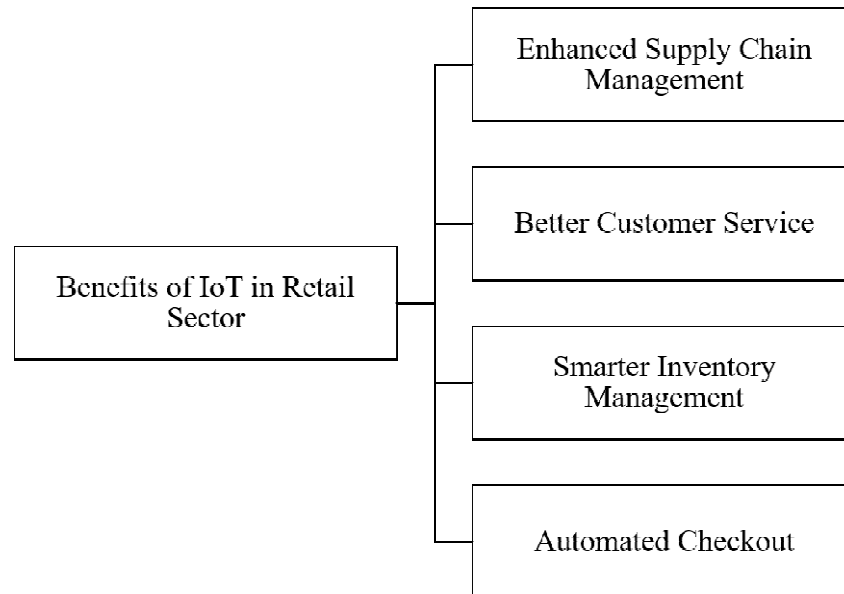 Enhanced Supply Chain
Management
Better Customer Service
Benefits of IoT in Retail
Sector
Smarter Inventory
Management
Automated Checkout